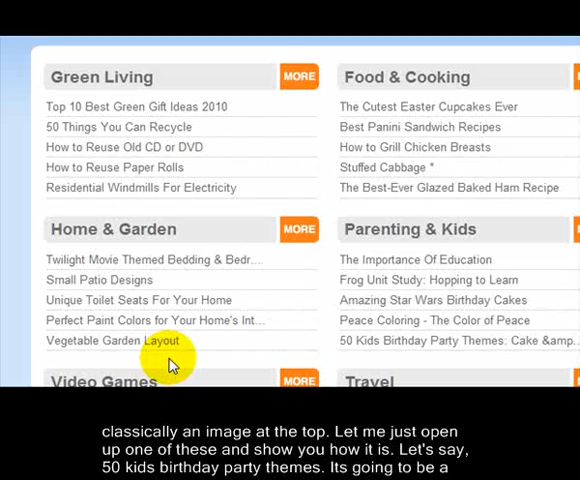 Green Living MORE
Top 10 Best Green Gift Ideas 2010
50 Things You Can Recycle
How to Reuse Old CD or DVD
How to Reuse Paper Rolls
Residential Windmills For Electricity
Food & Cooking
The Cutest Easter Cupcakes Ever
Best Panini Sandwich Recipes
How to Grill Chicken Breasts
Stuffed Cabbage *
The Best-Ever Glazed Baked Ham Recipe
Home & Garden MORE
Twilight Movie Themed Bedding & Bedr...
Small Patio Designs
Unique Toilet Seats For Your Home
Perfect Paint Colors for Your Home's Int...
Vegetable Garden Layout
Parenting & Kids
The Importance Of Education
Frog Unit Study: Hopping to Learn
Amazing Star Wars Birthday Cakes
Peace Coloring - The Color of Peace
50 Kids Birthday Party Themes: Cake &amp...
Video Games MORE
Travel
classically an image at the top. Let me just open
up one of these and show you how it is. Let's say,
50 kids birthday party themes. Its going to be a